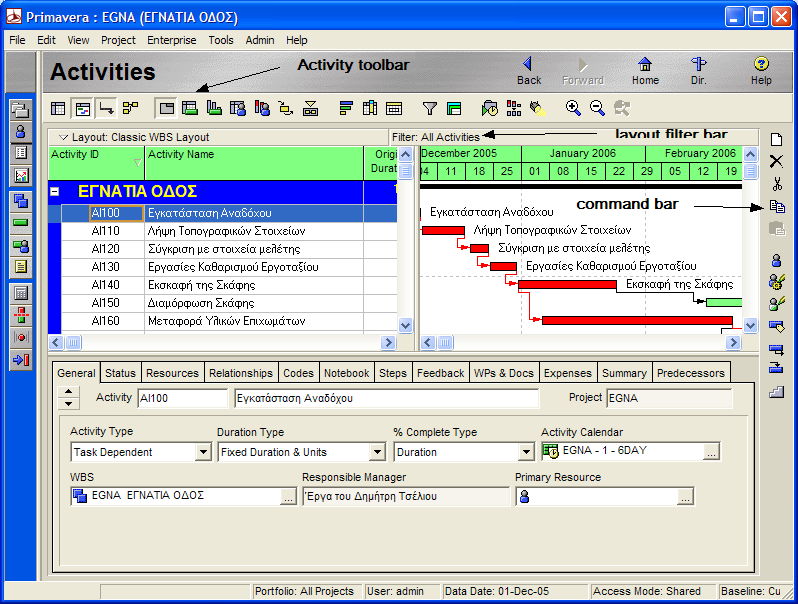 Primavera : EGNA (ΕΓΝΑΤΙΑ ΟΔΟΣ)
File Edit View Project Enterprise Tools Admin Help
Activities
Activity toolbar
Back Forward Home Dir. Help
Layout: Classic WBS Layout
Filter: All Activities
layout filter bar
Activity ID Activity Name Origi
Durat
December 2005 January 2006 February 2006
04 11 18 25 01 08 15 22 29 05 12 19
ΕΓΝΑΤΙΑ ΟΔΟΣ
command bar
AI100 Εγκατάσταση Αναδόχου Εγκατάσταση Αναδόχου
AI110 Λήψη Τοπογραφικών Στοιχείων Λήψη Τοπογραφικών Στοιχείων
AI120 Σύγκριση με στοιχεία μελέτης Σύγκριση με στοιχεία μελέτης
AI130 Εργασίες Καθαρισμού Εργοταξίου Εργασίες Καθαρισμού Εργοταξίου
AI140 Εκσκαφή της Σκάφης Εκσκαφή της Σκάφης
AI150 Διαμόρφωση Σκάφης
AI160 Μεταφορά Υλικών Επιχωμάτων
General Status Resources Relationships Codes Notebook Steps Feedback WPs & Docs Expenses Summary Predecessors
Activity AI100 Εγκατάσταση Αναδόχου Project EGNA
Activity Type Duration Type % Complete Type Activity Calendar
Task Dependent Fixed Duration & Units Duration EGNA - 1 - 6DAY ...
WBS Responsible Manager Primary Resource
EGNA ΕΓΝΑΤΙΑ ΟΔΟΣ ... Έργα του Δημήτρη Τσέλιου ...
Portfolio: All Projects User: admin Data Date: 01-Dec-05 Access Mode: Shared Baseline: Cu